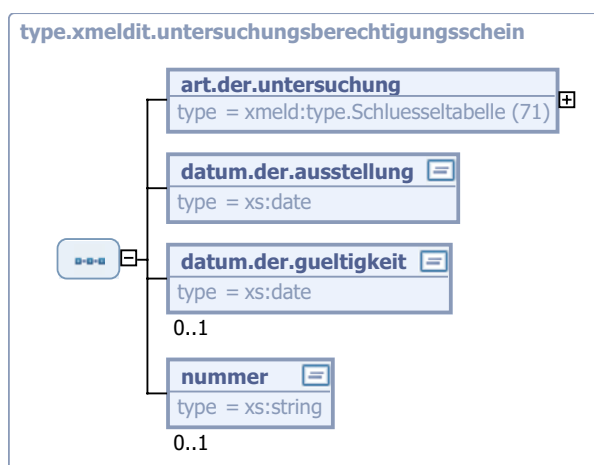 type.xmeldit.untersuchungsberechtigungsschein
art.der.untersuchung
type = xmeld:type.Schluesseltabelle (71)
datum.der.ausstellung
type = xs:date
datum.der.gueltigkeit
type = xs:date
0..1
nummer
type = xs:string
0..1